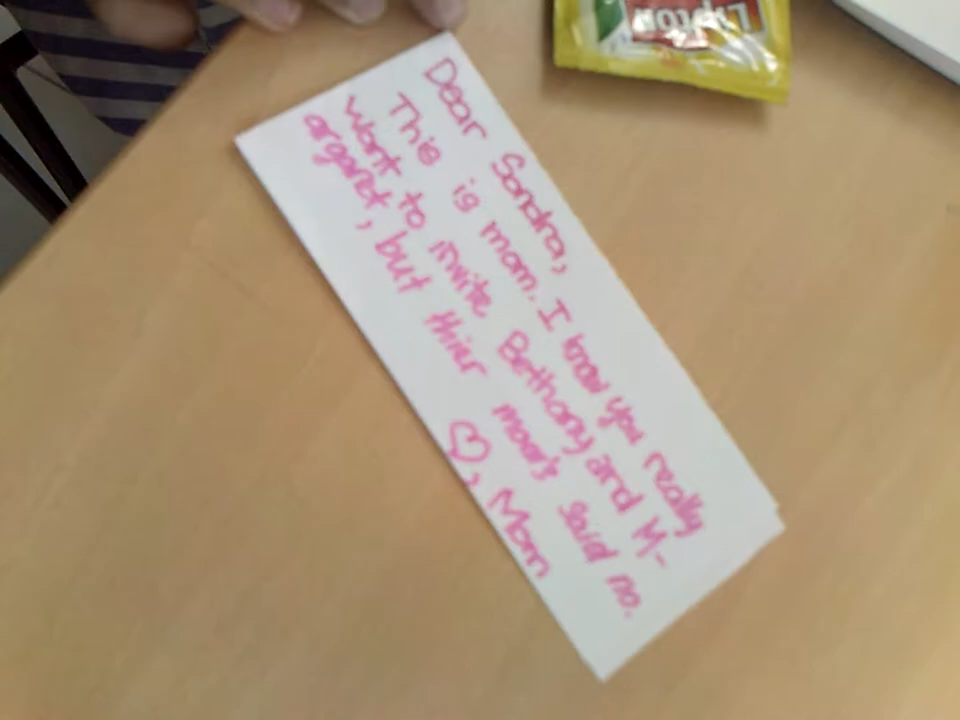 Lipton
Dear Sandra,
This is mom. I know you really
want to invite Bethany and M-
argaret, but thier mom's said no.
♡, Mom